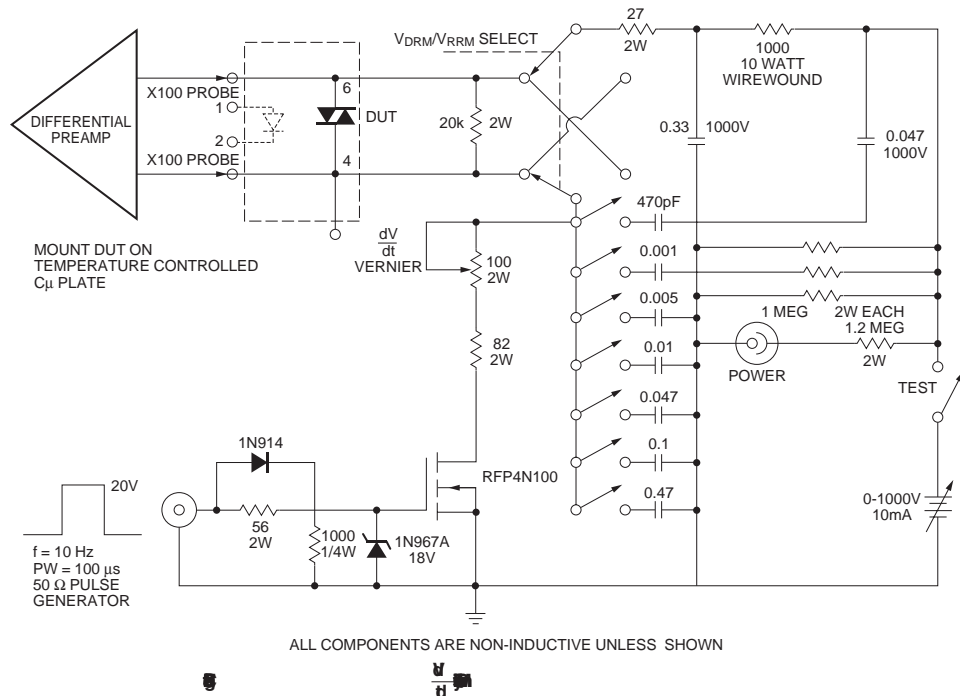 27
2W
VDRM/VRRM SELECT
1000
10 WATT
WIREWOUND
X100 PROBE
6
1
DIFFERENTIAL
PREAMP
DUT
20k
2W
0.33
1000V
0.047
1000V
2
X100 PROBE
4
470pF
MOUNT DUT ON
TEMPERATURE CONTROLLED
Cμ PLATE
dV
dt
VERNIER
100
2W
0.001
0.005
1 MEG
2W EACH
1.2 MEG
82
2W
0.01
POWER
2W
TEST
0.047
1N914
RFP4N100
0.1
20V
0-1000V
10mA
0.47
56
2W
1000
1/4W
1N967A
18V
f = 10 Hz
PW = 100 μs
50 Ω PULSE
GENERATOR
ALL COMPONENTS ARE NON-INDUCTIVE UNLESS SHOWN